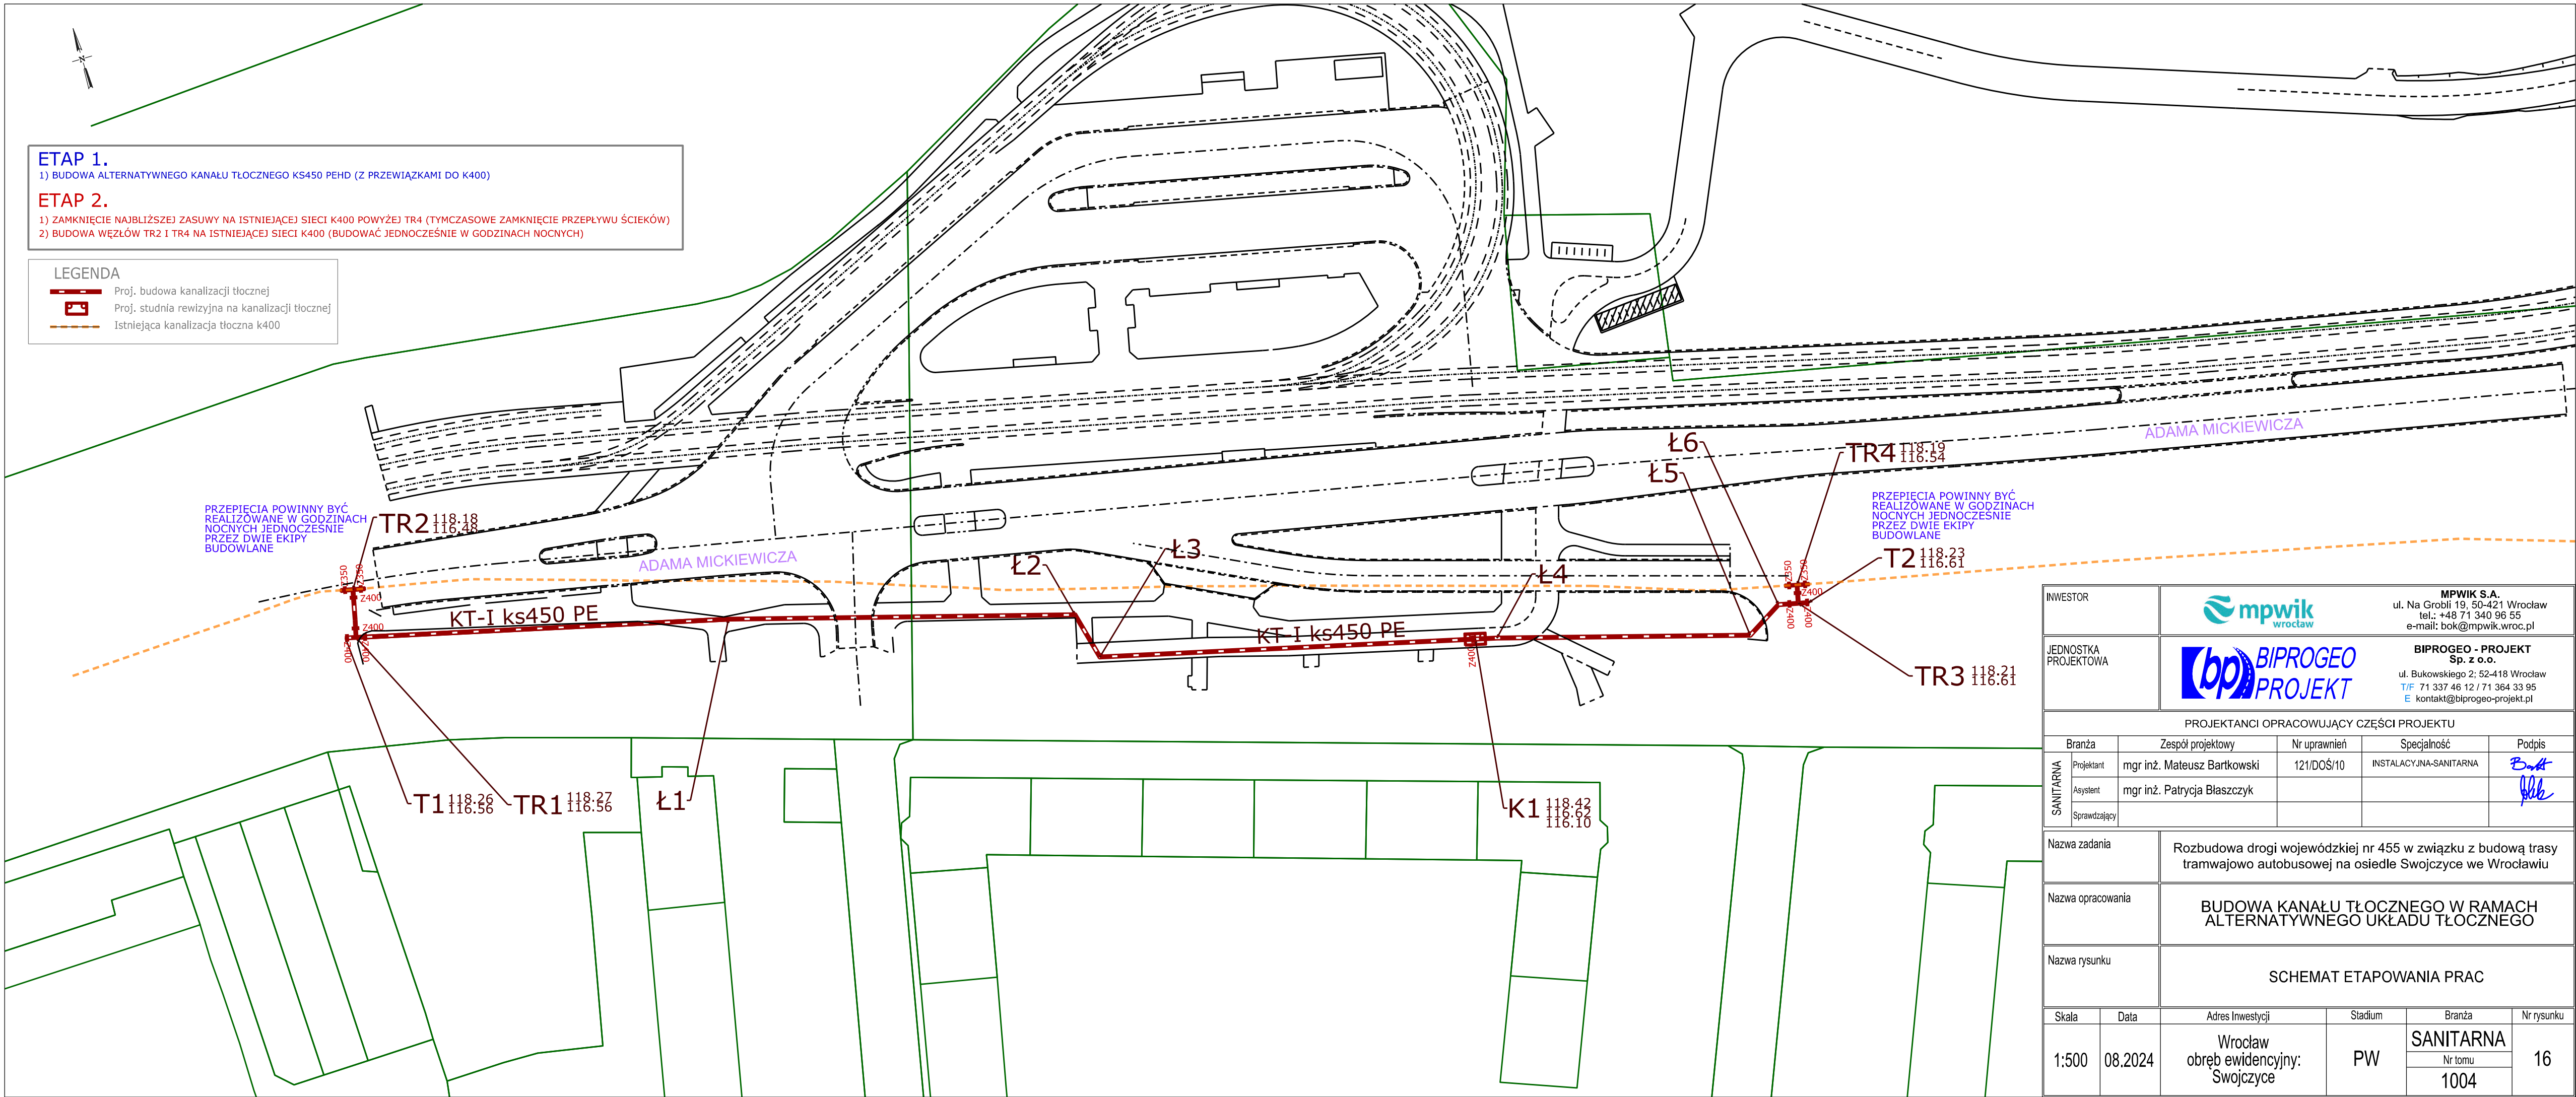 N
ETAP 1.
1) BUDOWA ALTERNATYWNEGO KANAŁU TŁOCZNEGO KS450 PEHD (Z PRZEWIĄZKAMI DO K400)
ETAP 2.
1) ZAMKNIĘCIE NAJBLIŻSZEJ ZASUWY NA ISTNIEJĄCEJ SIECI K400 POWYŻEJ TR4 (TYMCZASOWE ZAMKNIĘCIE PRZEPŁYWU ŚCIEKÓW)
2) BUDOWA WĘZŁÓW TR2 I TR4 NA ISTNIEJĄCEJ SIECI K400 (BUDOWAĆ JEDNOCZEŚNIE W GODZINACH NOCNYCH)
LEGENDA
Proj. budowa kanalizacji tłocznej
Proj. studnia rewizyjna na kanalizacji tłocznej
Istniejąca kanalizacja tłoczna k400
PRZEPIĘCIA POWINNY BYĆ
REALIZOWANE W GODZINACH
NOCNYCH JEDNOCZEŚNIE
PRZEZ DWIE EKIPY
BUDOWLANE
TR2 118.18
116.48
Z350
Z350
Z400
Z400
Z400
Z400
KT-I ks450 PE
ADAMA MICKIEWICZA
T1 118.26
116.56
TR1 118.27
116.56
Ł1
Ł2
Ł3
KT-I ks450 PE
Z400
Ł4
K1 118.42
116.62
116.10
Ł5
Ł6
TR4 118.19
116.54
ADAMA MICKIEWICZA
PRZEPIĘCIA POWINNY BYĆ
REALIZOWANE W GODZINACH
NOCNYCH JEDNOCZEŚNIE
PRZEZ DWIE EKIPY
BUDOWLANE
T2 118.23
116.61
Z350
Z350
Z400
Z400
Z400
TR3 118.21
116.61
INWESTOR
mpwik
wrocław
MPWIK S.A.
ul. Na Grobli 19, 50-421 Wrocław
tel.: +48 71 340 96 55
e-mail: bok@mpwik.wroc.pl
JEDNOSTKA
PROJEKTOWA
bp BIPROGEO
PROJEKT
BIPROGEO - PROJEKT
Sp. z o.o.
ul. Bukowskiego 2; 52-418 Wrocław
T/F 71 337 46 12 / 71 364 33 95
E kontakt@biprogeo-projekt.pl
PROJEKTANCI OPRACOWUJĄCY CZĘŚCI PROJEKTU
Branża Zespół projektowy Nr uprawnień Specjalność Podpis
SANITARNA
Projektant mgr inż. Mateusz Bartkowski 121/DOŚ/10 INSTALACYJNA-SANITARNA
Asystent mgr inż. Patrycja Błaszczyk
Sprawdzający
Nazwa zadania
Rozbudowa drogi wojewódzkiej nr 455 w związku z budową trasy
tramwajowo autobusowej na osiedle Swojczyce we Wrocławiu
Nazwa opracowania
BUDOWA KANAŁU TŁOCZNEGO W RAMACH
ALTERNATYWNEGO UKŁADU TŁOCZNEGO
Nazwa rysunku
SCHEMAT ETAPOWANIA PRAC
Skala Data Adres Inwestycji Stadium Branża Nr rysunku
1:500 08.2024
Wrocław
obręb ewidencyjny:
Swojczyce
PW
SANITARNA
Nr tomu
1004
16